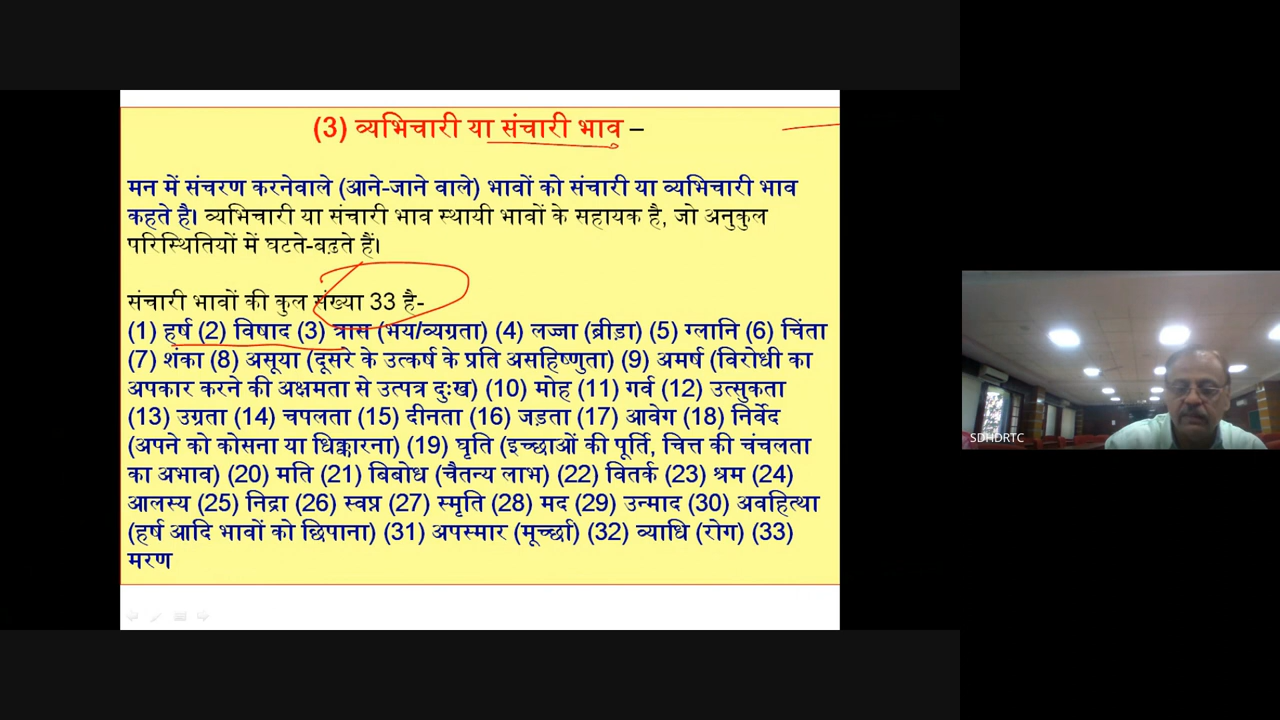 (3) व्यभिचारी या संचारी भाव –
मन में संचरण करनेवाले (आने-जाने वाले) भावों को संचारी या व्यभिचारी भाव
कहते है। व्यभिचारी या संचारी भाव स्थायी भावों के सहायक है, जो अनुकुल
परिस्थितियों में घटते-बढ़ते हैं।
संचारी भावों की कुल संख्या 33 है-
(1) हर्ष (2) विषाद (3) त्रास (भय/व्यग्रता) (4) लज्जा (ब्रीड़ा) (5) ग्लानि (6) चिंता
(7) शंका (8) असूया (दूसरे के उत्कर्ष के प्रति असहिष्णुता) (9) अमर्ष (विरोधी का
अपकार करने की अक्षमता से उत्पत्र दुःख) (10) मोह (11) गर्व (12) उत्सुकता
(13) उग्रता (14) चपलता (15) दीनता (16) जड़ता (17) आवेग (18) निर्वेद
(अपने को कोसना या धिक्कारना) (19) घृति (इच्छाओं की पूर्ति, चित्त की चंचलता
का अभाव) (20) मति (21) बिबोध (चैतन्य लाभ) (22) वितर्क (23) श्रम (24)
आलस्य (25) निद्रा (26) स्वप्न (27) स्मृति (28) मद (29) उन्माद (30) अवहित्था
(हर्ष आदि भावों को छिपाना) (31) अपस्मार (मूर्च्छा) (32) व्याधि (रोग) (33)
मरण
SDHDRTC